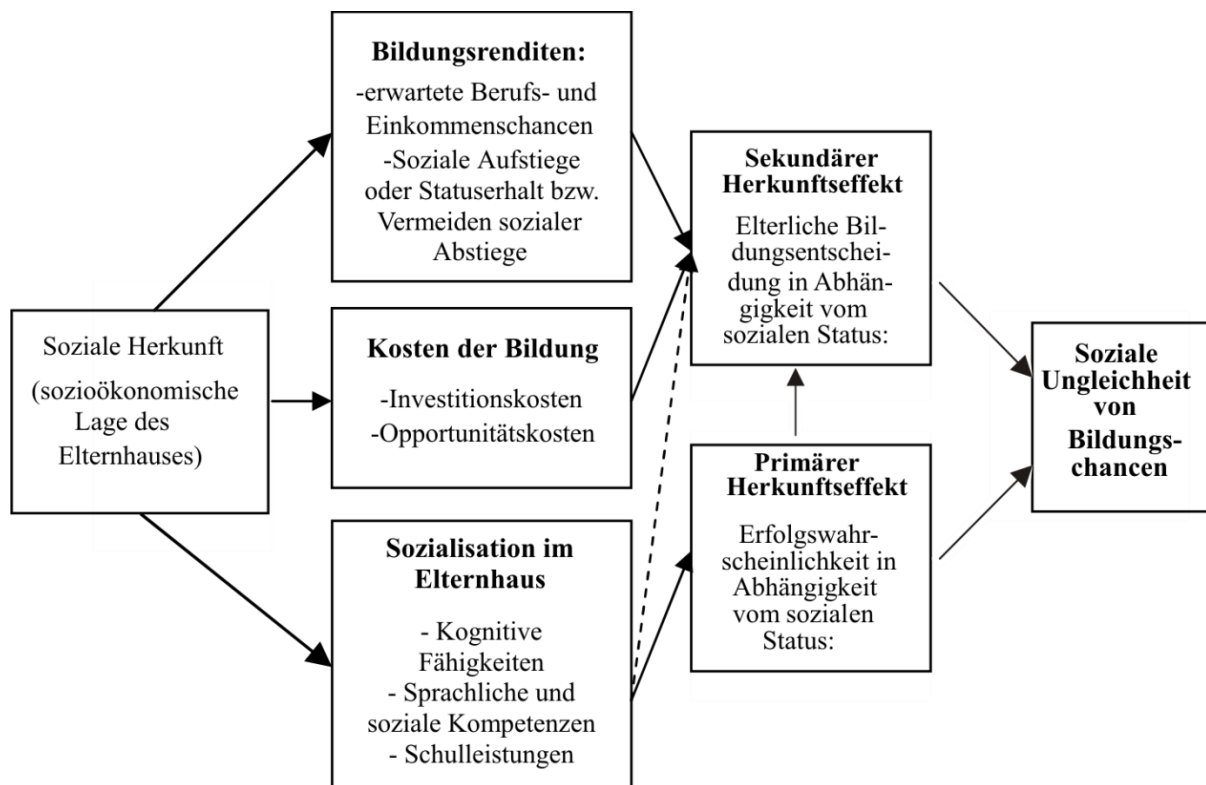 Soziale Herkunft
(sozioökonomische
Lage des
Elternhauses)
Bildungsrenditen:
-erwartete Berufs- und
Einkommenschancen
-Soziale Aufstiege
oder Statuserhalt bzw.
Vermeiden sozialer
Abstiege
Kosten der Bildung
-Investitionskosten
-Opportunitätskosten
Sozialisation im
Elternhaus
- Kognitive
Fähigkeiten
- Sprachliche und
soziale Kompetenzen
- Schulleistungen
Sekundärer
Herkunftseffekt
Elterliche Bil-
dungsentschei-
dung in Abhän-
gigkeit vom
sozialen Status:
Primärer
Herkunftseffekt
Erfolgswahr-
scheinlichkeit in
Abhängigkeit
vom sozialen
Status:
Soziale
Ungleichheit
von
Bildungs-
chancen